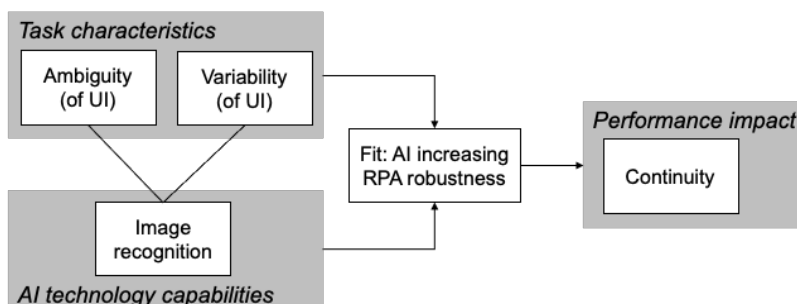 Task characteristics
Ambiguity
(of UI)
Variability
(of UI)
Fit: AI increasing
RPA robustness
Performance impact
Continuity
Image
recognition
AI technology capabilities